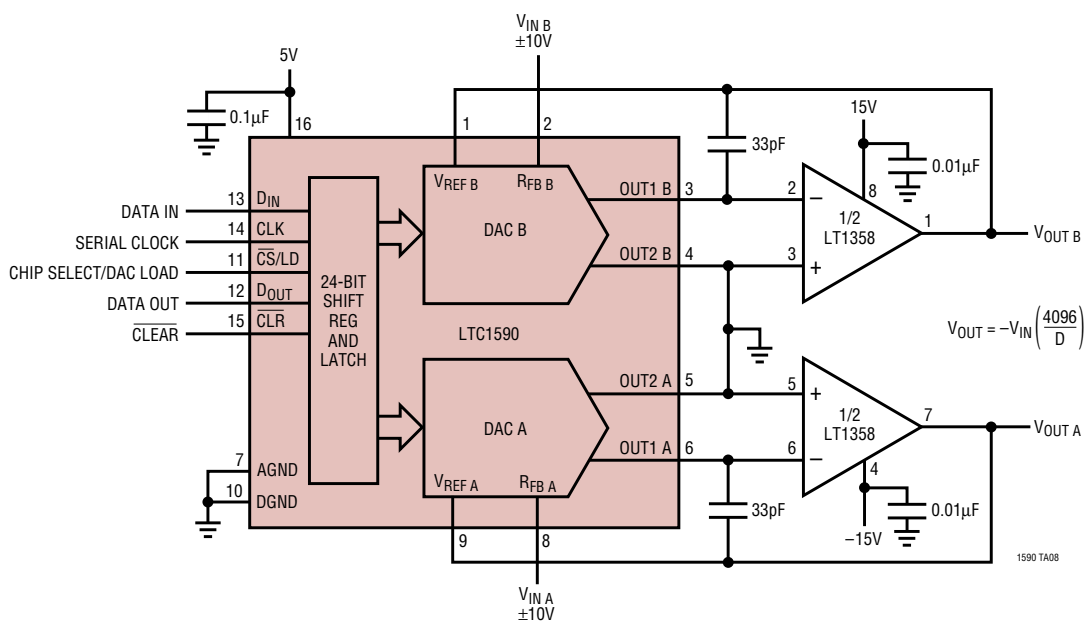 V_IN B
±10V
5V
0.1µF
16
1
2
33pF
15V
0.01µF
8
V_REF B
R_FB B
DAC B
OUT1 B
3
OUT2 B
4
2
–
3
+
1/2
LT1358
1
V_OUT B
DATA IN
13
D_IN
SERIAL CLOCK
14
CLK
CHIP SELECT/DAC LOAD
11
C̅S̅/LD
DATA OUT
12
D_OUT
C̅L̅E̅A̅R̅
15
C̅L̅R̅
24-BIT
SHIFT
REG
AND
LATCH
LTC1590
V_OUT = –V_IN (4096/D)
OUT2 A
5
OUT1 A
6
DAC A
V_REF A
R_FB A
5
+
6
–
1/2
LT1358
7
V_OUT A
4
–15V
0.01µF
33pF
7
AGND
10
DGND
9
8
V_IN A
±10V
1590 TA08